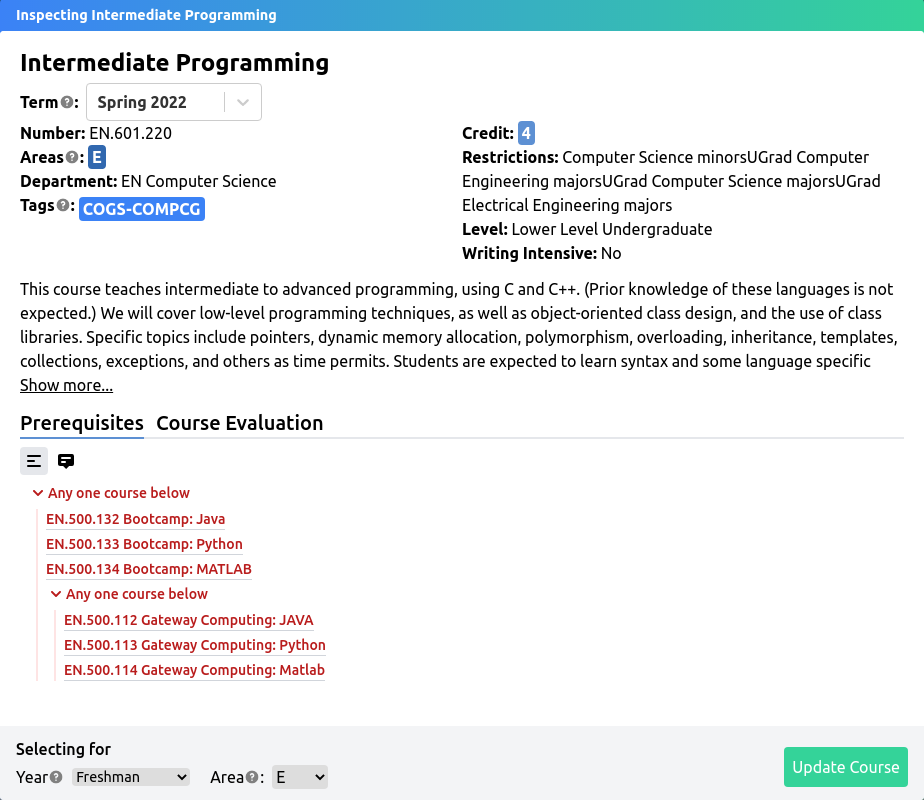 Inspecting Intermediate Programming
Intermediate Programming
Term?: Spring 2022
Number: EN.601.220
Areas?: E
Department: EN Computer Science
Tags?: COGS-COMPCG
Credit: 4
Restrictions: Computer Science minorsUGrad Computer
Engineering majorsUGrad Computer Science majorsUGrad
Electrical Engineering majors
Level: Lower Level Undergraduate
Writing Intensive: No
This course teaches intermediate to advanced programming, using C and C++. (Prior knowledge of these languages is not
expected.) We will cover low-level programming techniques, as well as object-oriented class design, and the use of class
libraries. Specific topics include pointers, dynamic memory allocation, polymorphism, overloading, inheritance, templates,
collections, exceptions, and others as time permits. Students are expected to learn syntax and some language specific
Show more...
Prerequisites Course Evaluation
Any one course below
EN.500.132 Bootcamp: Java
EN.500.133 Bootcamp: Python
EN.500.134 Bootcamp: MATLAB
Any one course below
EN.500.112 Gateway Computing: JAVA
EN.500.113 Gateway Computing: Python
EN.500.114 Gateway Computing: Matlab
Selecting for
Year? Freshman Area?: E
Update Course